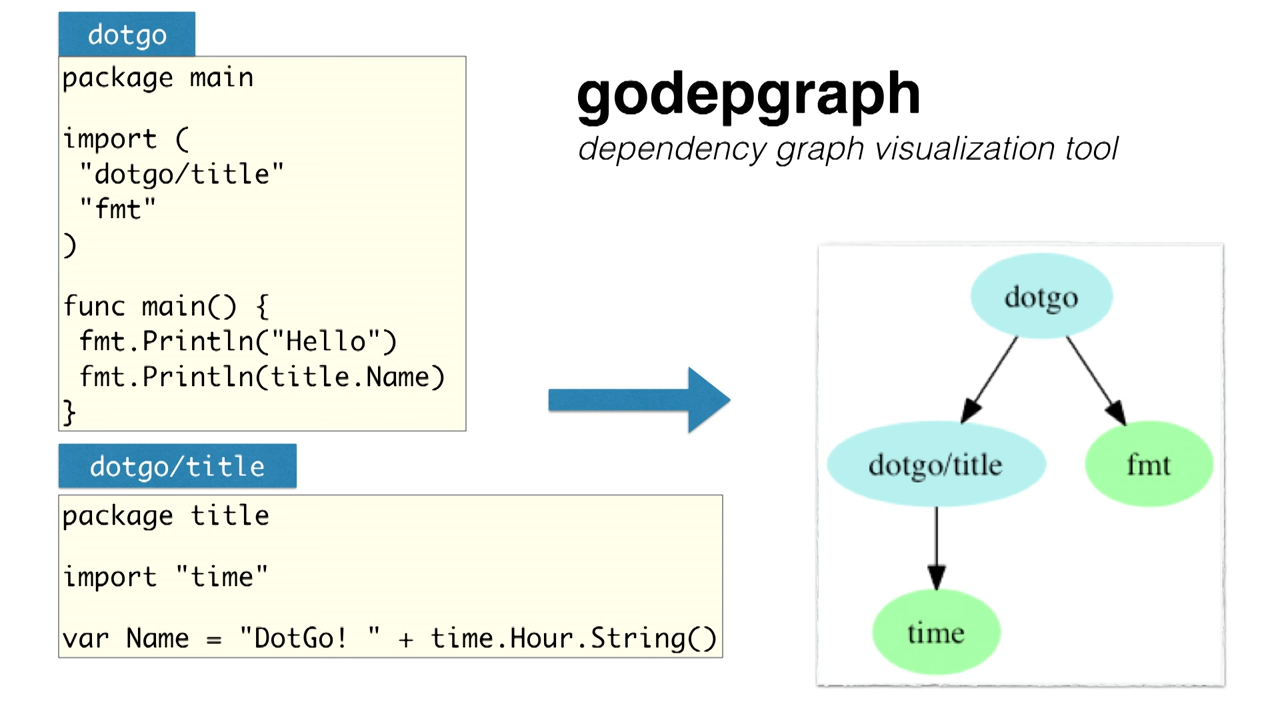 dotgo
package main
import (
"dotgo/title"
"fmt"
)
func main() {
fmt.Println("Hello")
fmt.Println(title.Name)
}
dotgo/title
package title
import "time"
var Name = "DotGo! " + time.Hour.String()
godepgraph
dependency graph visualization tool
dotgo
dotgo/title
fmt
time